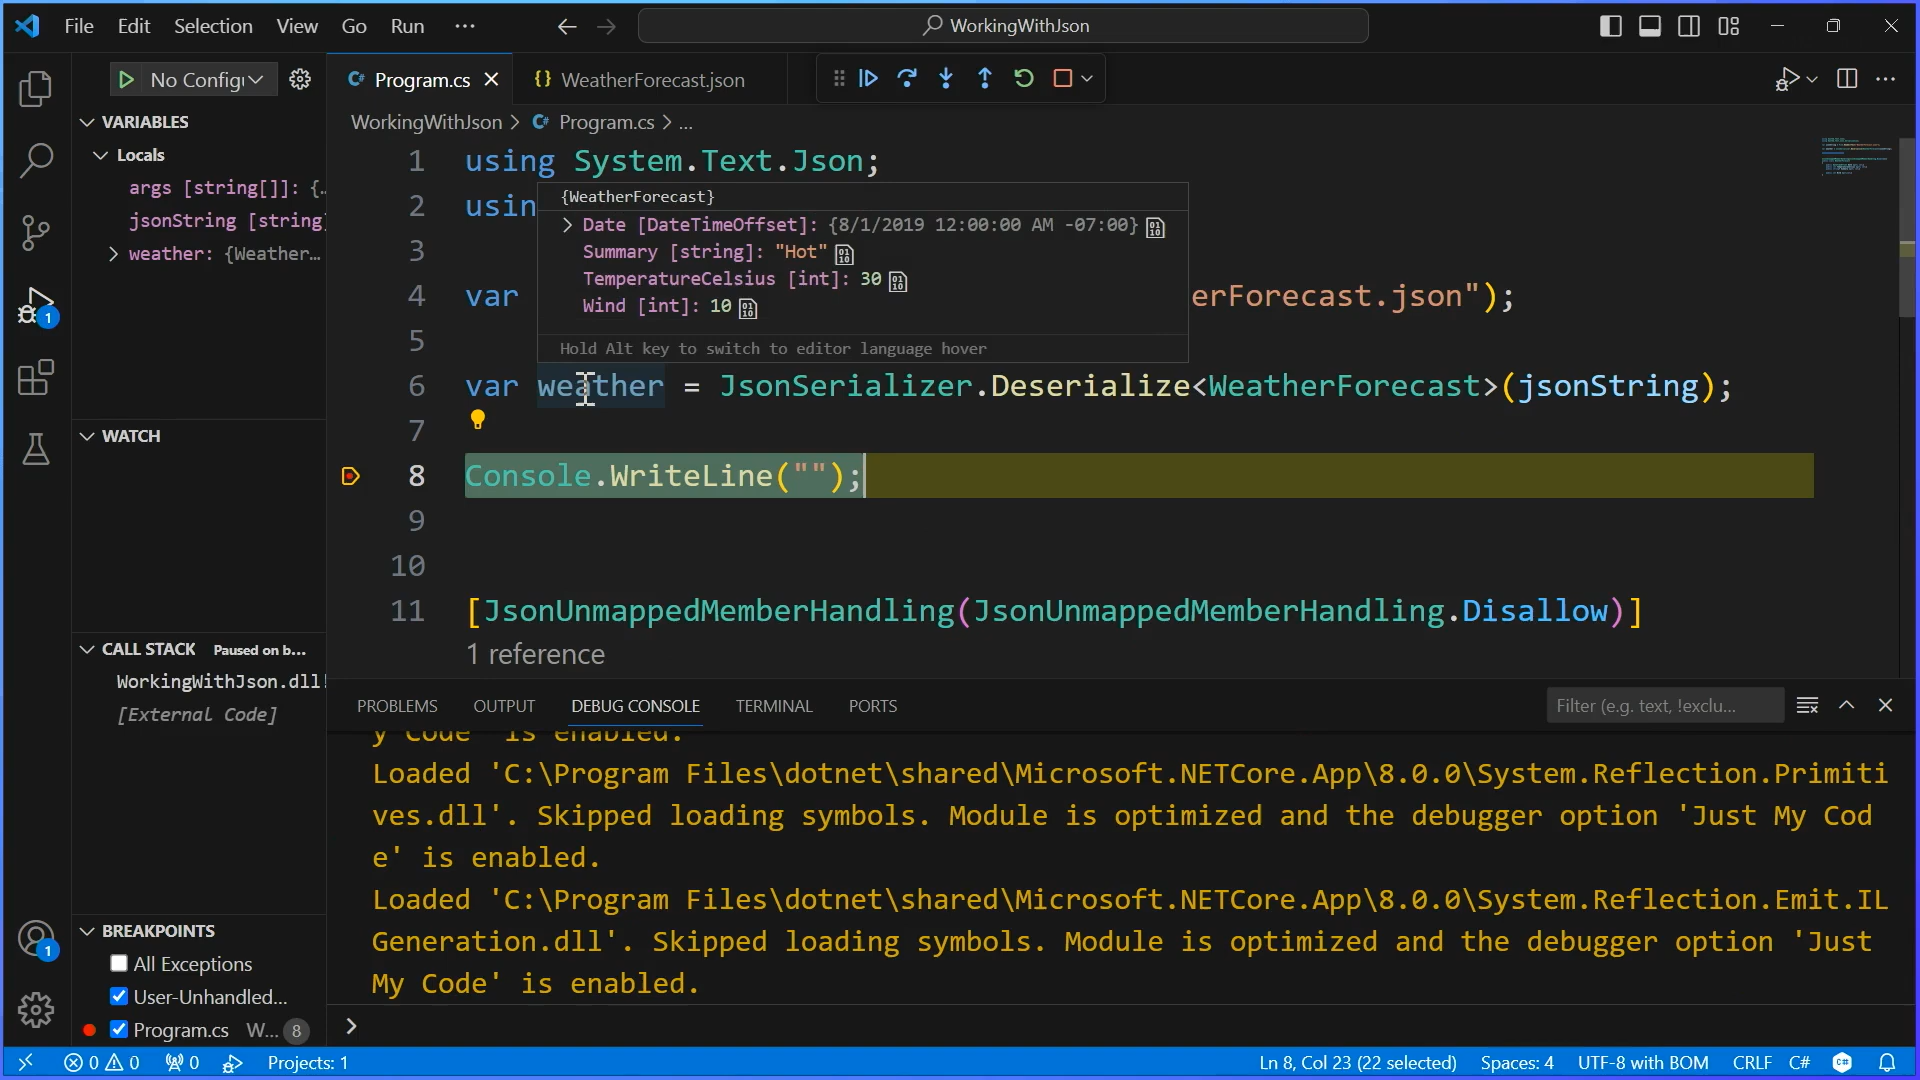 File Edit Selection View Go Run ··· WorkingWithJson
No Config Program.cs WeatherForecast.json
VARIABLES
Locals
args [string[]]: {…
jsonString [string]
weather: {Weather…
WATCH
CALL STACK Paused on b…
WorkingWithJson.dll!
[External Code]
BREAKPOINTS
All Exceptions
User-Unhandled…
Program.cs W… 8
WorkingWithJson > Program.cs > ...
1 using System.Text.Json;
2 usin
3
4 var erForecast.json");
5
6 var weather = JsonSerializer.Deserialize<WeatherForecast>(jsonString);
7
8 Console.WriteLine("");
9
10
11 [JsonUnmappedMemberHandling(JsonUnmappedMemberHandling.Disallow)]
1 reference
{WeatherForecast}
Date [DateTimeOffset]: {8/1/2019 12:00:00 AM -07:00}
Summary [string]: "Hot"
TemperatureCelsius [int]: 30
Wind [int]: 10
Hold Alt key to switch to editor language hover
PROBLEMS OUTPUT DEBUG CONSOLE TERMINAL PORTS Filter (e.g. text, !exclu...
y Code' is enabled.
Loaded 'C:\Program Files\dotnet\shared\Microsoft.NETCore.App\8.0.0\System.Reflection.Primiti
ves.dll'. Skipped loading symbols. Module is optimized and the debugger option 'Just My Cod
e' is enabled.
Loaded 'C:\Program Files\dotnet\shared\Microsoft.NETCore.App\8.0.0\System.Reflection.Emit.IL
Generation.dll'. Skipped loading symbols. Module is optimized and the debugger option 'Just
My Code' is enabled.
>
1
1
0 0 0 Projects: 1 Ln 8, Col 23 (22 selected) Spaces: 4 UTF-8 with BOM CRLF C#